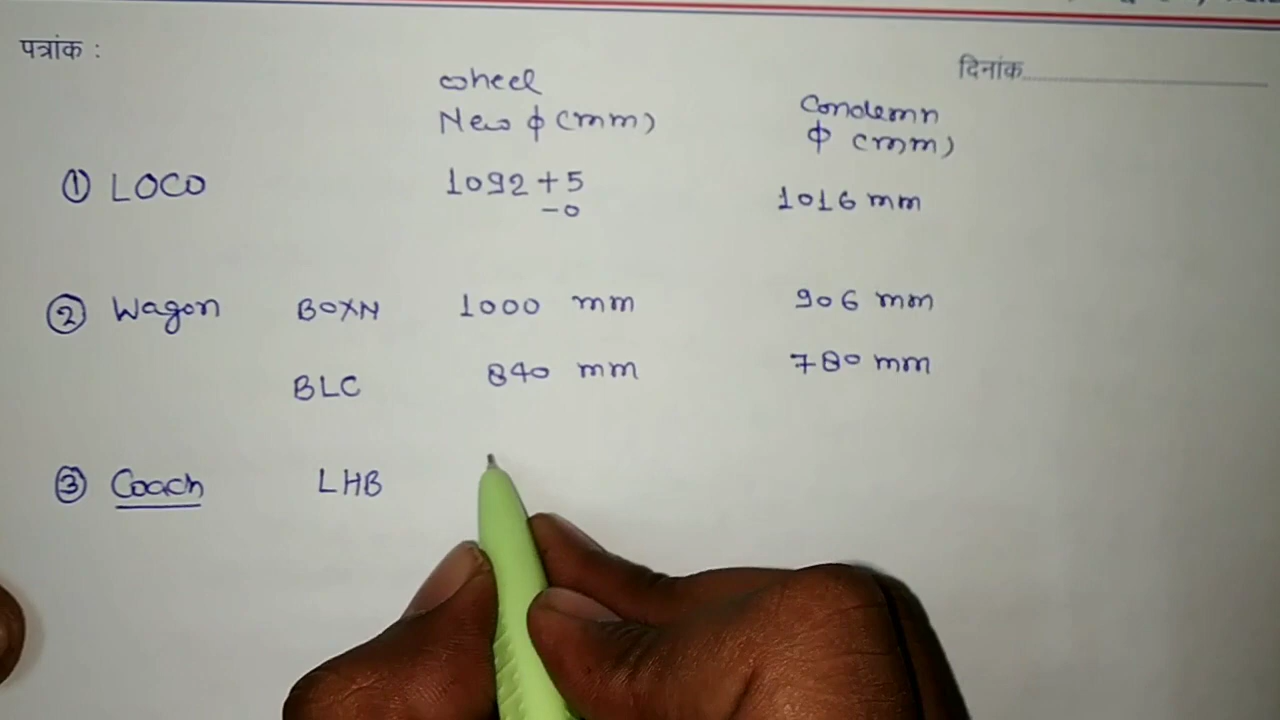 पत्रांक :
दिनांक
wheel
New ϕ (mm)
Condemn
ϕ (mm)
① LOCO 1092 +5 1016 mm
-0
② Wagon BOXN 1000 mm 906 mm
BLC 840 mm 780 mm
③ Coach LHB